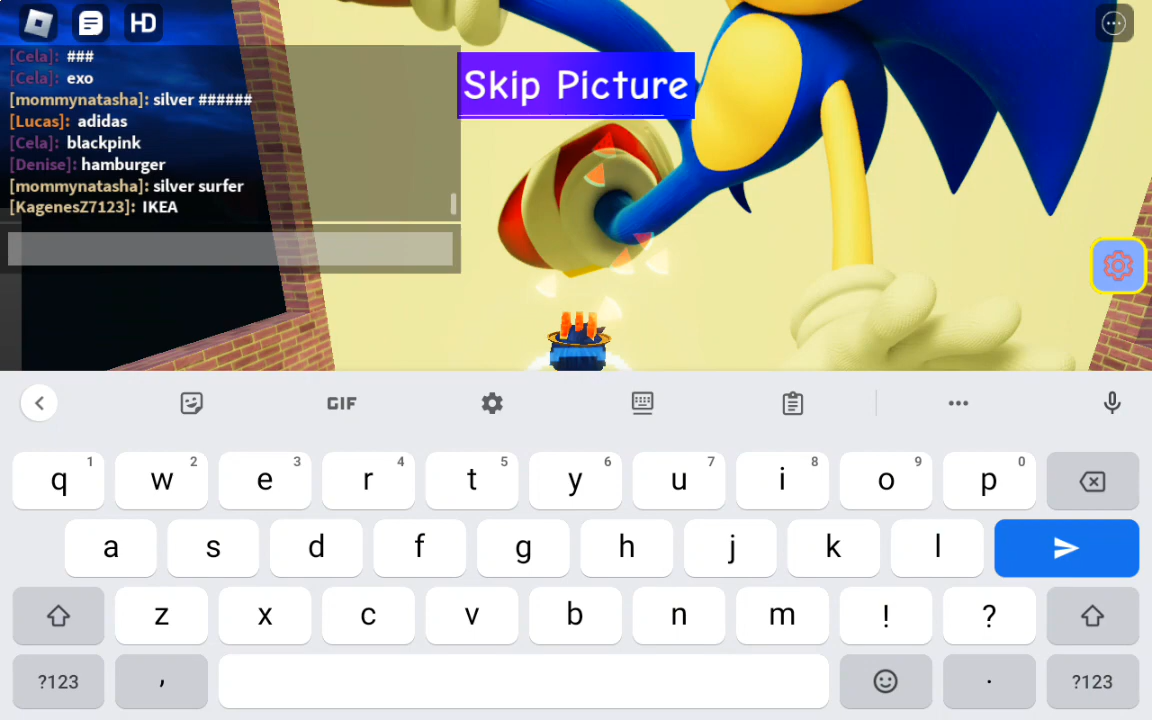 HD
[Cela]: ###
[Cela]: exo
[mommynatasha]: silver ######
[Lucas]: adidas
[Cela]: blackpink
[Denise]: hamburger
[mommynatasha]: silver surfer
[KagenesZ7123]: IKEA
Skip Picture
GIF
q 1 w 2 e 3 r 4 t 5 y 6 u 7 i 8 o 9 p 0
a s d f g h j k l
z x c v b n m ! ?
?123 , . ?123